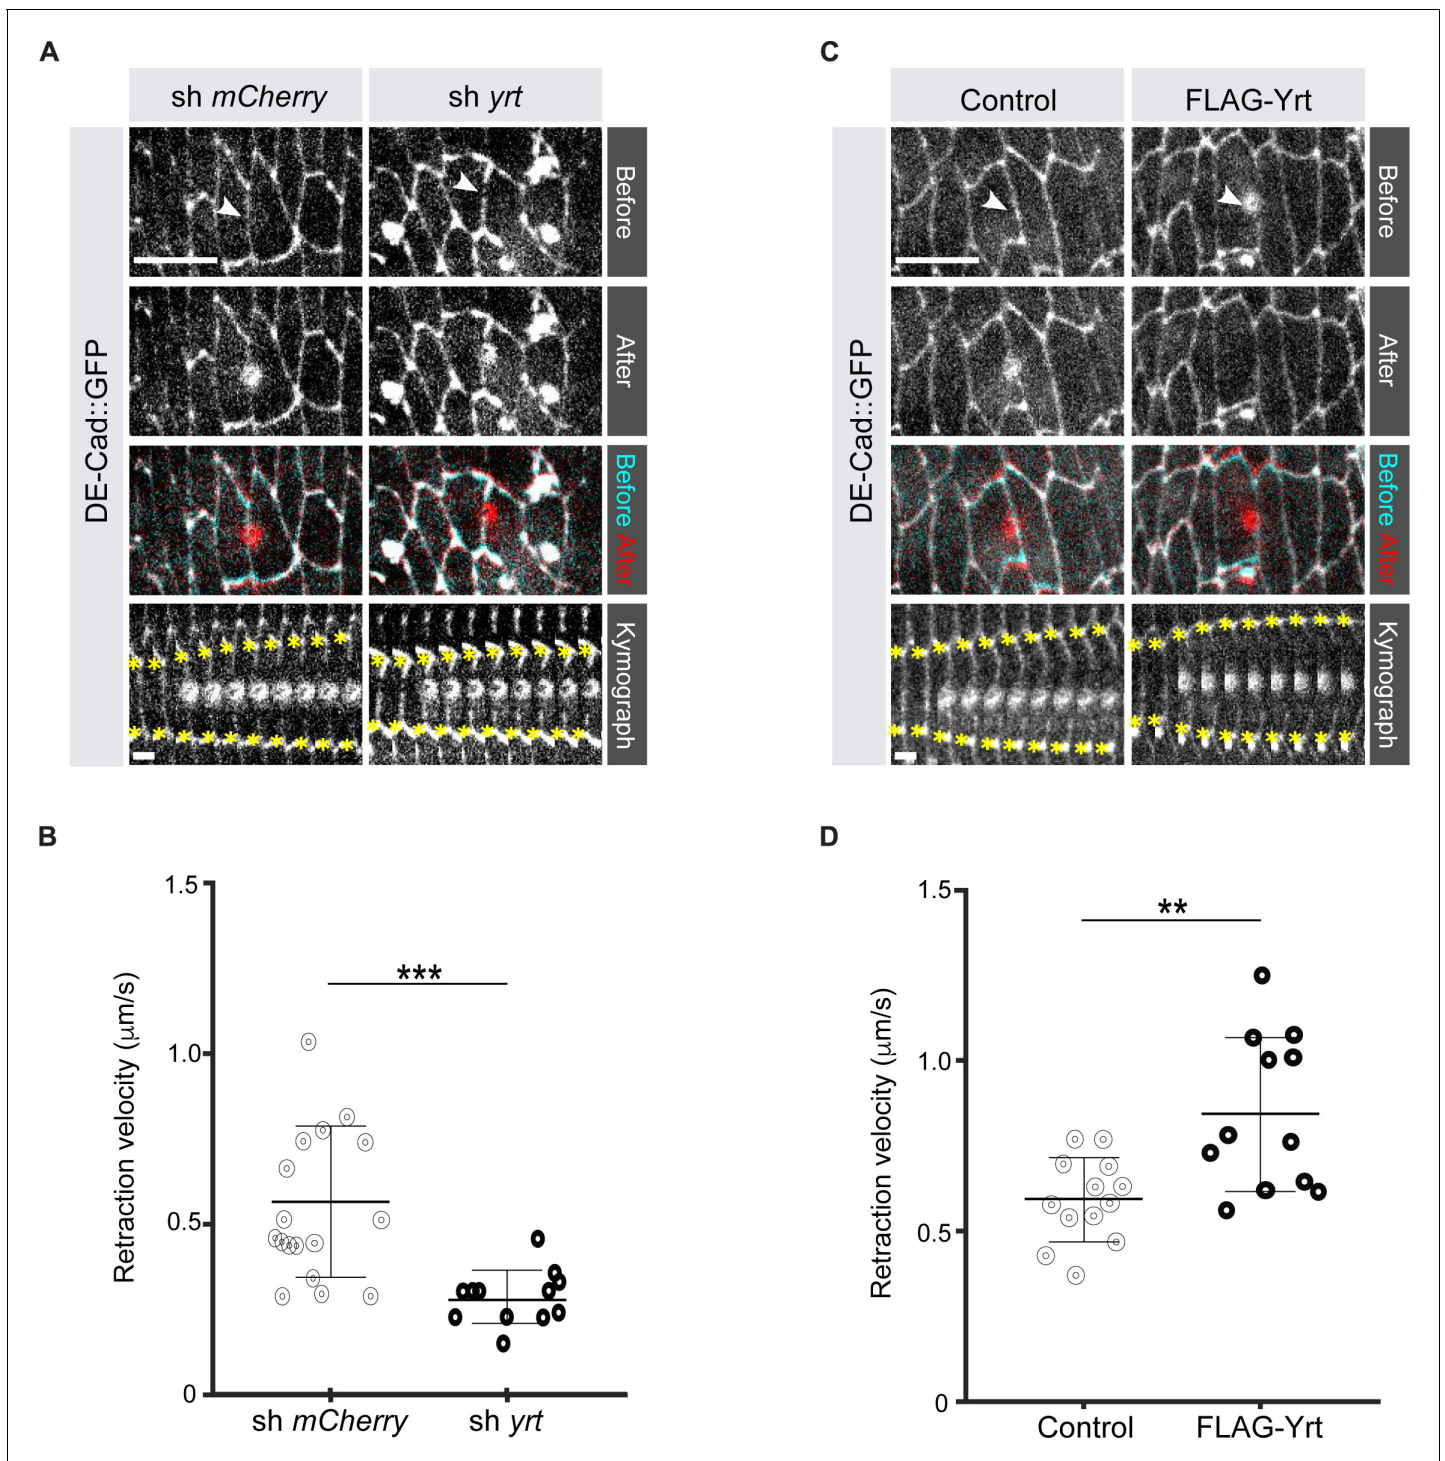 A
sh mCherry
sh yrt
DE-Cad::GFP
Before
After
Before After
Kymograph
C
Control
FLAG-Yrt
DE-Cad::GFP
Before
After
Before After
Kymograph
B
Retraction velocity (μm/s)
1.5
1.0
0.5
0
***
sh mCherry
sh yrt
D
Retraction velocity (μm/s)
1.5
1.0
0.5
0
**
Control
FLAG-Yrt